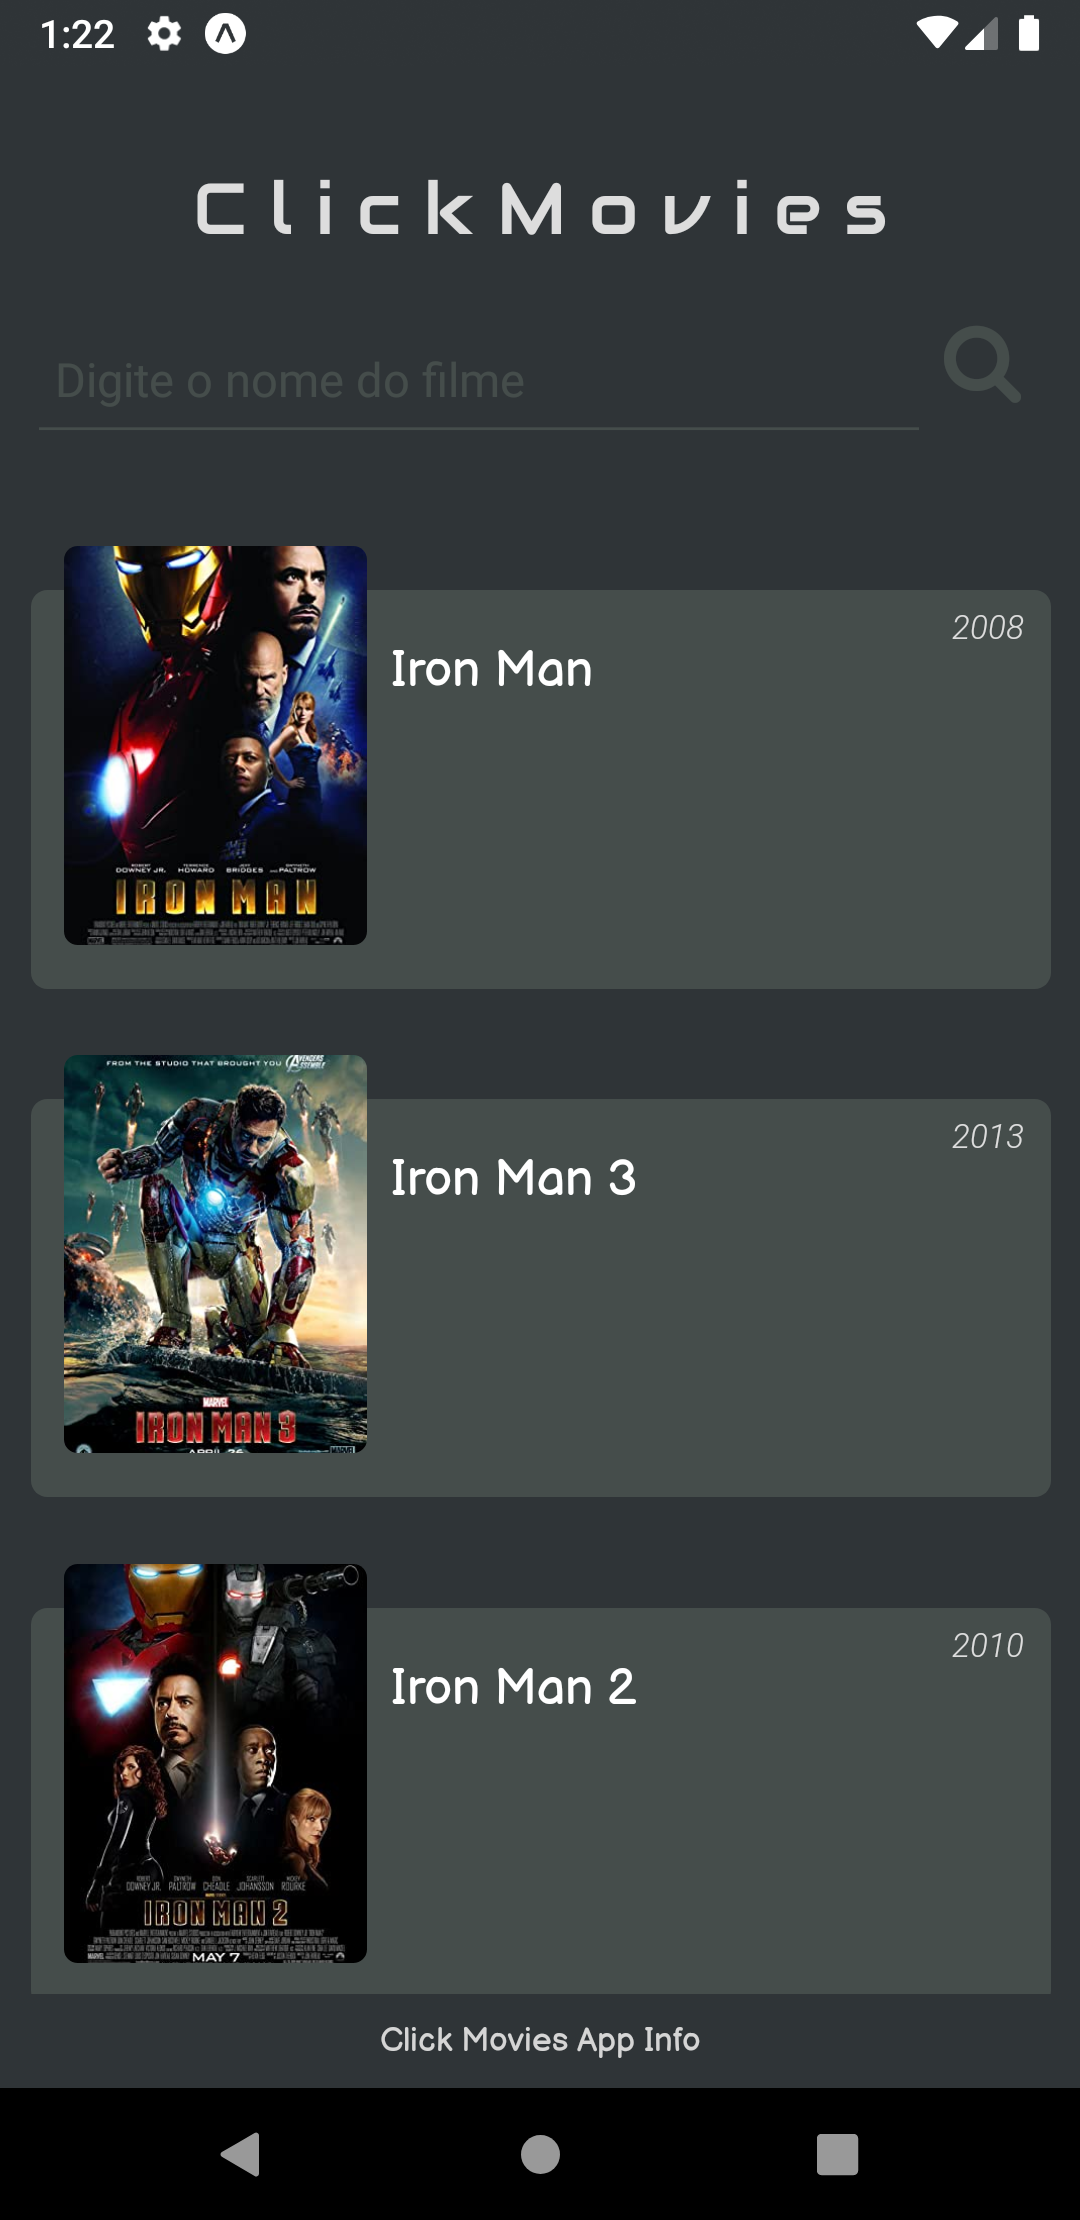 1:22
ClickMovies
Digite o nome do filme
2008
Iron Man
ROBERT DOWNEY JR. TERRENCE HOWARD JEFF BRIDGES AND GWYNETH PALTROW
IRON MAN
FROM THE STUDIO THAT BROUGHT YOU AVENGERS ASSEMBLE
2013
Iron Man 3
MARVEL
IRON MAN 3
APRIL 26
2010
Iron Man 2
ROBERT DOWNEY JR. GWYNETH PALTROW DON CHEADLE SCARLETT JOHANSSON MICKEY ROURKE
IRON MAN 2
MAY 7
Click Movies App Info